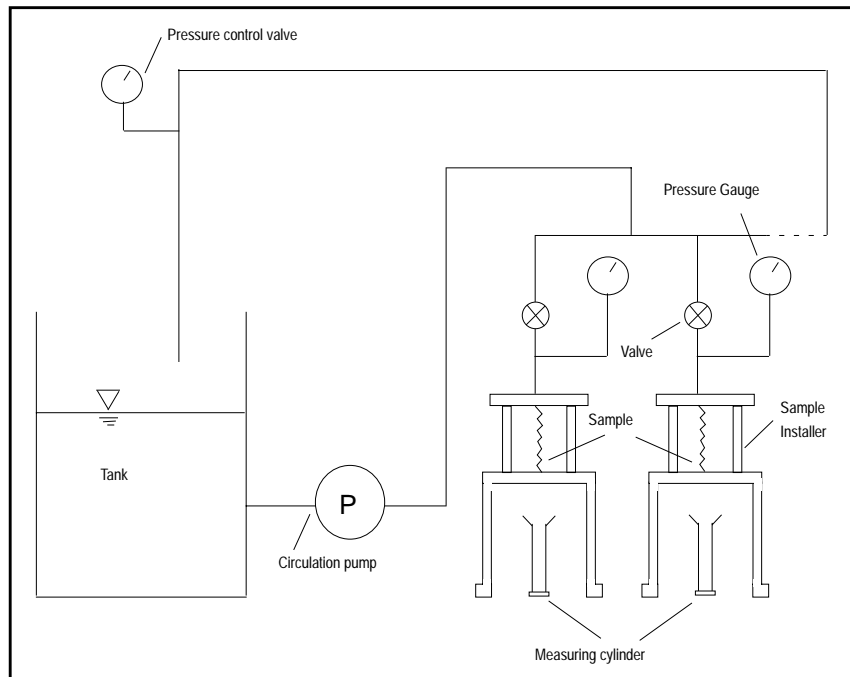 Pressure control valve
Pressure Gauge
Valve
Sample
Sample
Installer
Tank
P
Circulation pump
Measuring cylinder